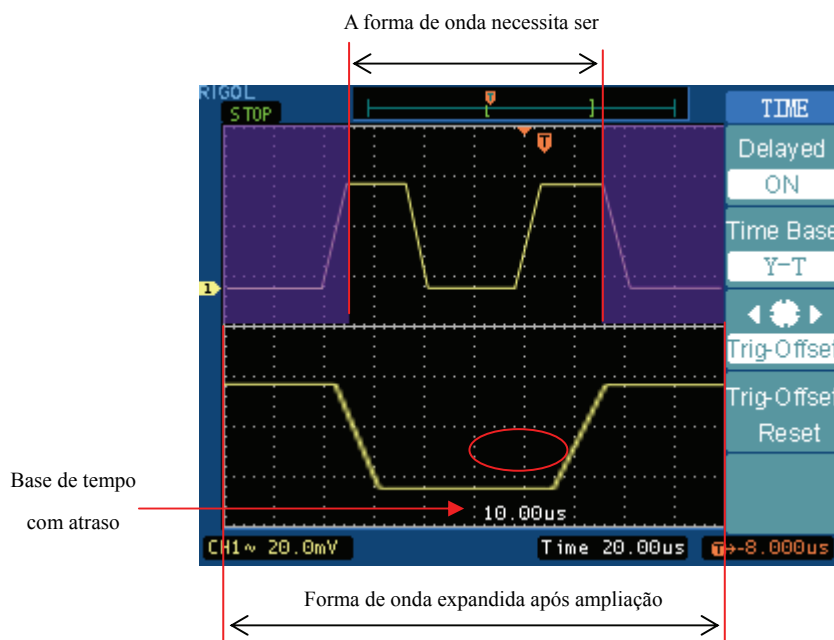 A forma de onda necessita ser
RIGOL
STOP
T
TIME
Delayed
ON
T
Time Base
Y-T
1
Trig-Offset
Trig-Offset
Reset
Base de tempo
com atraso
10.00us
CH1~ 20.0mV
Time 20.00us
T→-8.000us
Forma de onda expandida após ampliação